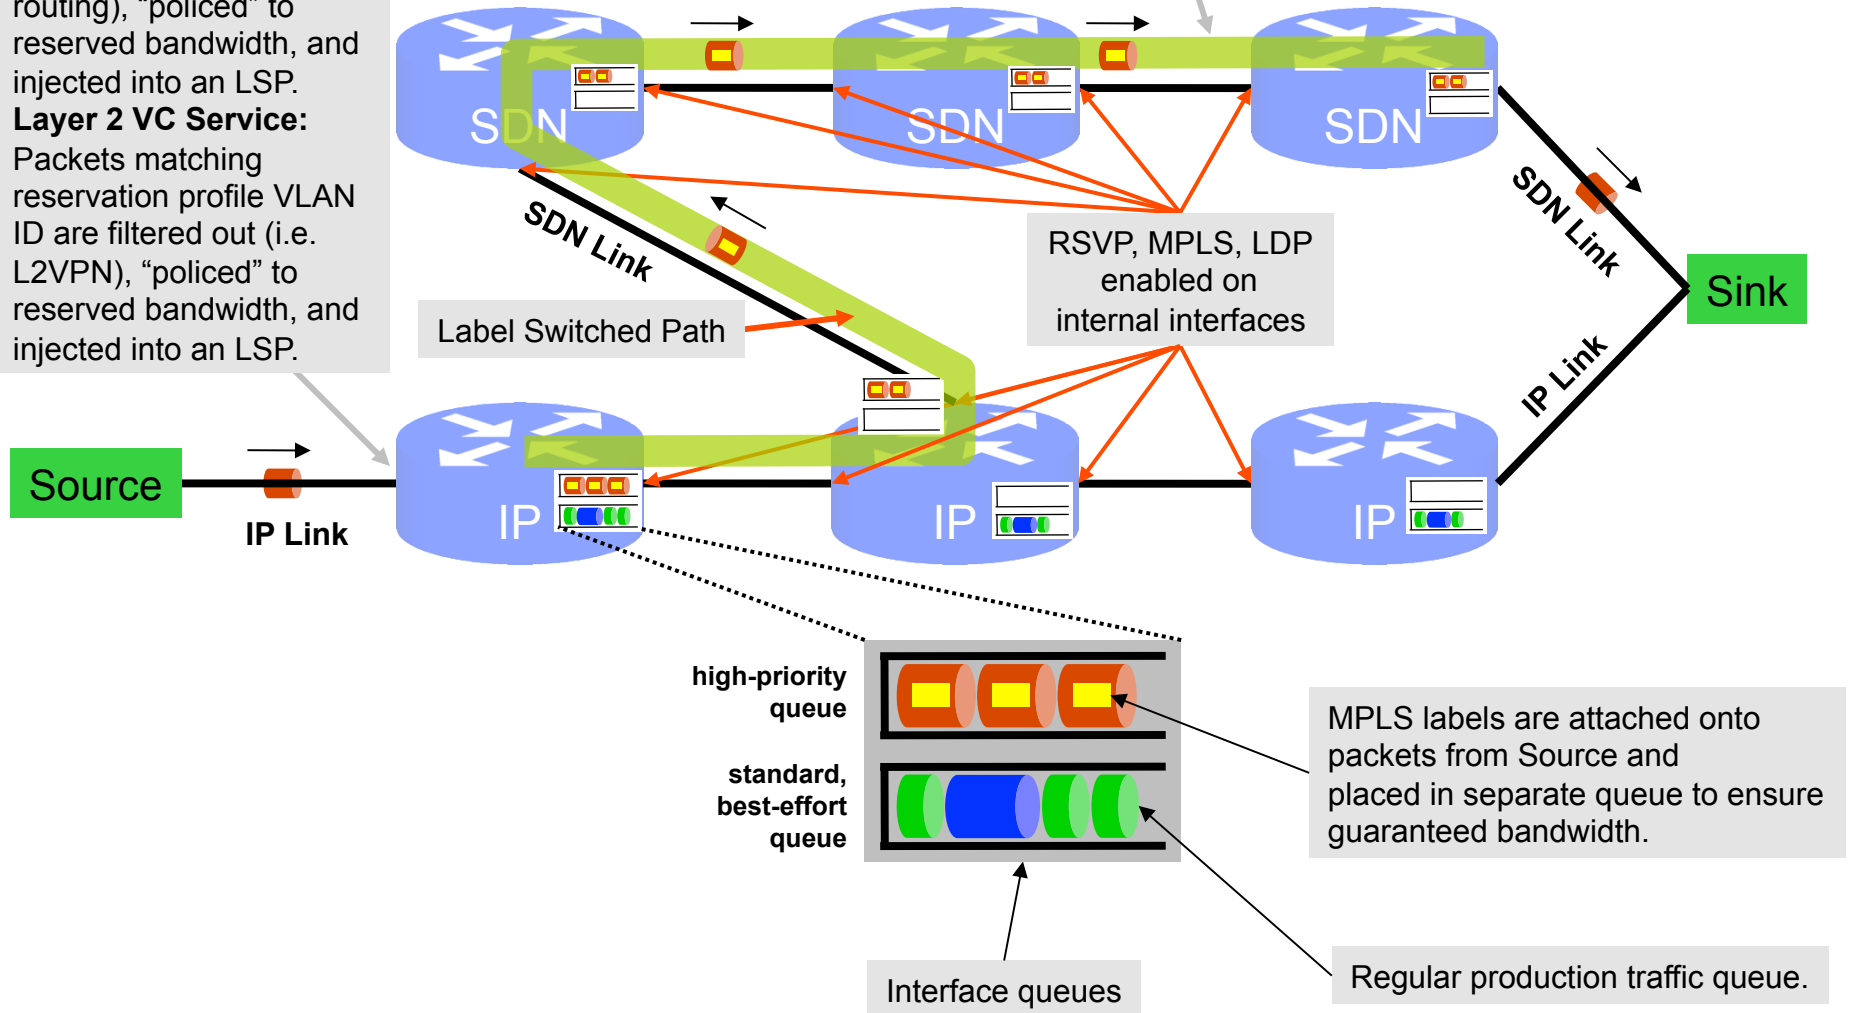 routing), “policed” to
reserved bandwidth, and
injected into an LSP.
Layer 2 VC Service:
Packets matching
reservation profile VLAN
ID are filtered out (i.e.
L2VPN), “policed” to
reserved bandwidth, and
injected into an LSP.
SDN
SDN
SDN
SDN Link
SDN Link
RSVP, MPLS, LDP
enabled on
internal interfaces
Label Switched Path
Sink
IP Link
Source
IP Link
IP
IP
IP
high-priority
queue
standard,
best-effort
queue
MPLS labels are attached onto
packets from Source and
placed in separate queue to ensure
guaranteed bandwidth.
Interface queues
Regular production traffic queue.